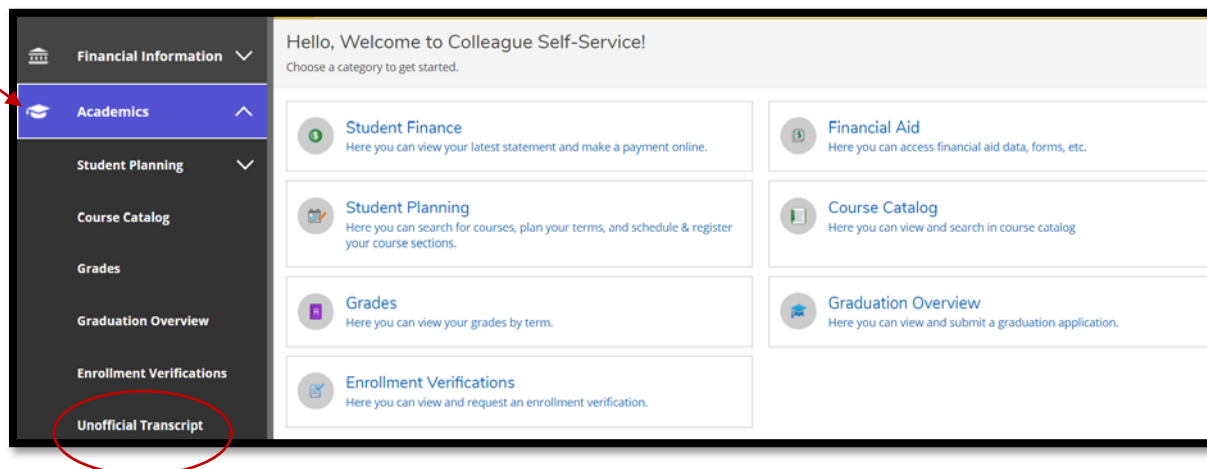 Financial Information
Academics
Student Planning
Course Catalog
Grades
Graduation Overview
Enrollment Verifications
Unofficial Transcript
Hello, Welcome to Colleague Self-Service!
Choose a category to get started.
Student Finance
Here you can view your latest statement and make a payment online.
Financial Aid
Here you can access financial aid data, forms, etc.
Student Planning
Here you can search for courses, plan your terms, and schedule & register
your course sections.
Course Catalog
Here you can view and search in course catalog
Grades
Here you can view your grades by term.
Graduation Overview
Here you can view and submit a graduation application.
Enrollment Verifications
Here you can view and request an enrollment verification.